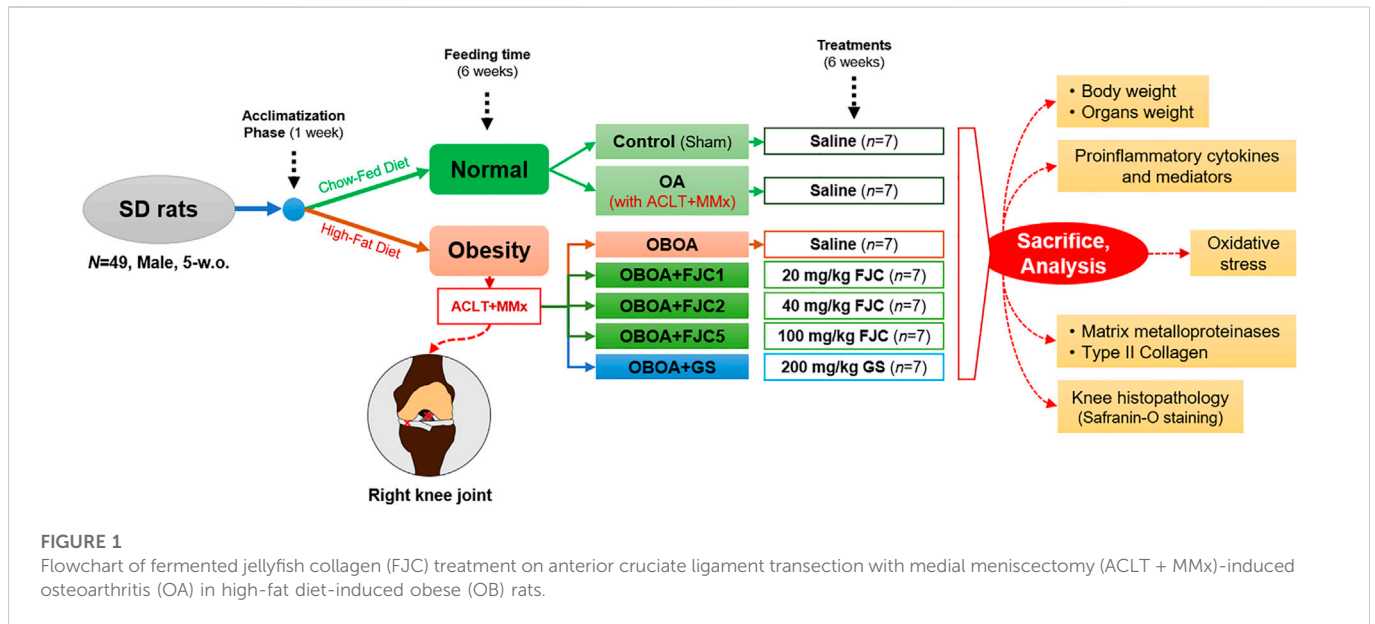 Acclimatization
Phase (1 week)
Feeding time
(6 weeks)
Treatments
(6 weeks)
SD rats
N=49, Male, 5-w.o.
Chow-Fed Diet
High-Fat Diet
Normal
Obesity
ACLT+MMx
Right knee joint
Control (Sham)
Saline (n=7)
OA
(with ACLT+MMx)
Saline (n=7)
OBOA
Saline (n=7)
OBOA+FJC1
20 mg/kg FJC (n=7)
OBOA+FJC2
40 mg/kg FJC (n=7)
OBOA+FJC5
100 mg/kg FJC (n=7)
OBOA+GS
200 mg/kg GS (n=7)
Sacrifice,
Analysis
• Body weight
• Organs weight
Proinflammatory cytokines
and mediators
Oxidative
stress
• Matrix metalloproteinases
• Type II Collagen
Knee histopathology
(Safranin-O staining)
FIGURE 1
Flowchart of fermented jellyfish collagen (FJC) treatment on anterior cruciate ligament transection with medial meniscectomy (ACLT + MMx)-induced
osteoarthritis (OA) in high-fat diet-induced obese (OB) rats.